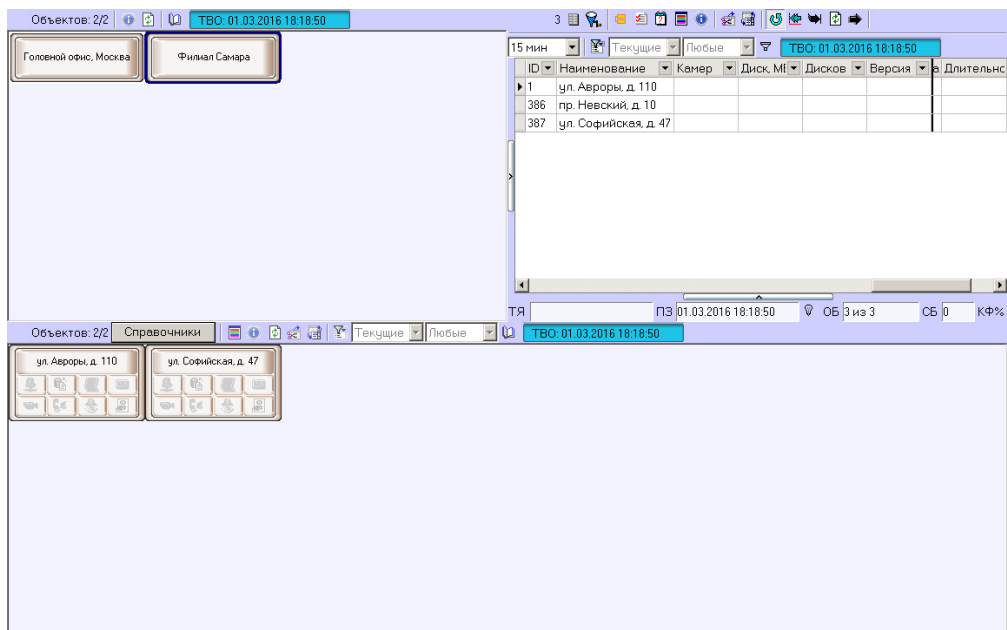 Объектов: 2/2 ТВО: 01.03.2016 18:18:50
Головной офис, Москва Филиал Самара
3
15 мин Текущие Любые ТВО: 01.03.2016 18:18:50
ID Наименование Камер Диск, МЕ Дисков Версия а Длительнс
1 ул. Авроры, д. 110
386 пр. Невский, д. 10
387 ул. Софийская, д. 47
ТЯ ПЗ 01.03.2016 18:18:50 ОБ 3 из 3 СБ 0 КФ%
Объектов: 2/2 Справочники Текущие Любые ТВО: 01.03.2016 18:18:50
ул. Авроры, д. 110 ул. Софийская, д. 47